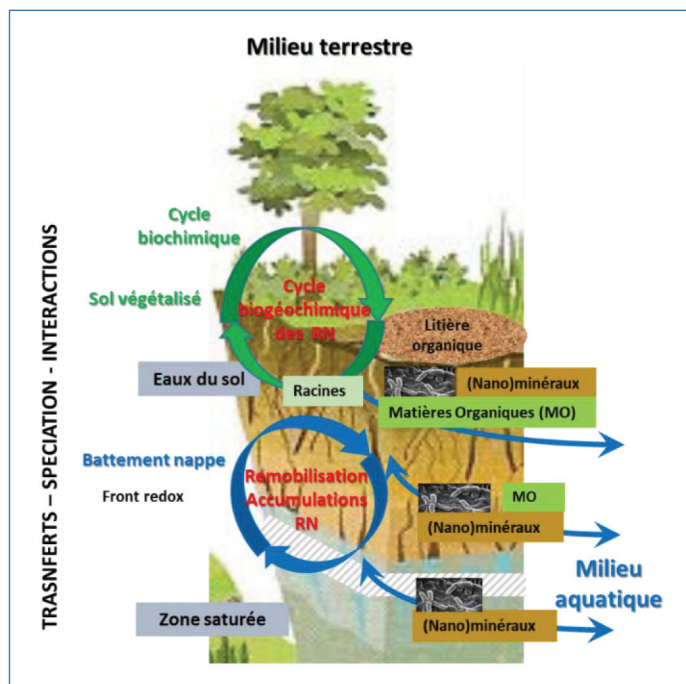 Milieu terrestre
TRASNFERTS – SPECIATION - INTERACTIONS
Cycle
biochimique
Sol végétalisé
Cycle
biogéochimique
des RN
Litière
organique
Eaux du sol
Racines
(Nano)minéraux
Matières Organiques (MO)
Battement nappe
Front redox
Remobilisation
Accumulations
RN
MO
(Nano)minéraux
Milieu
aquatique
Zone saturée
(Nano)minéraux